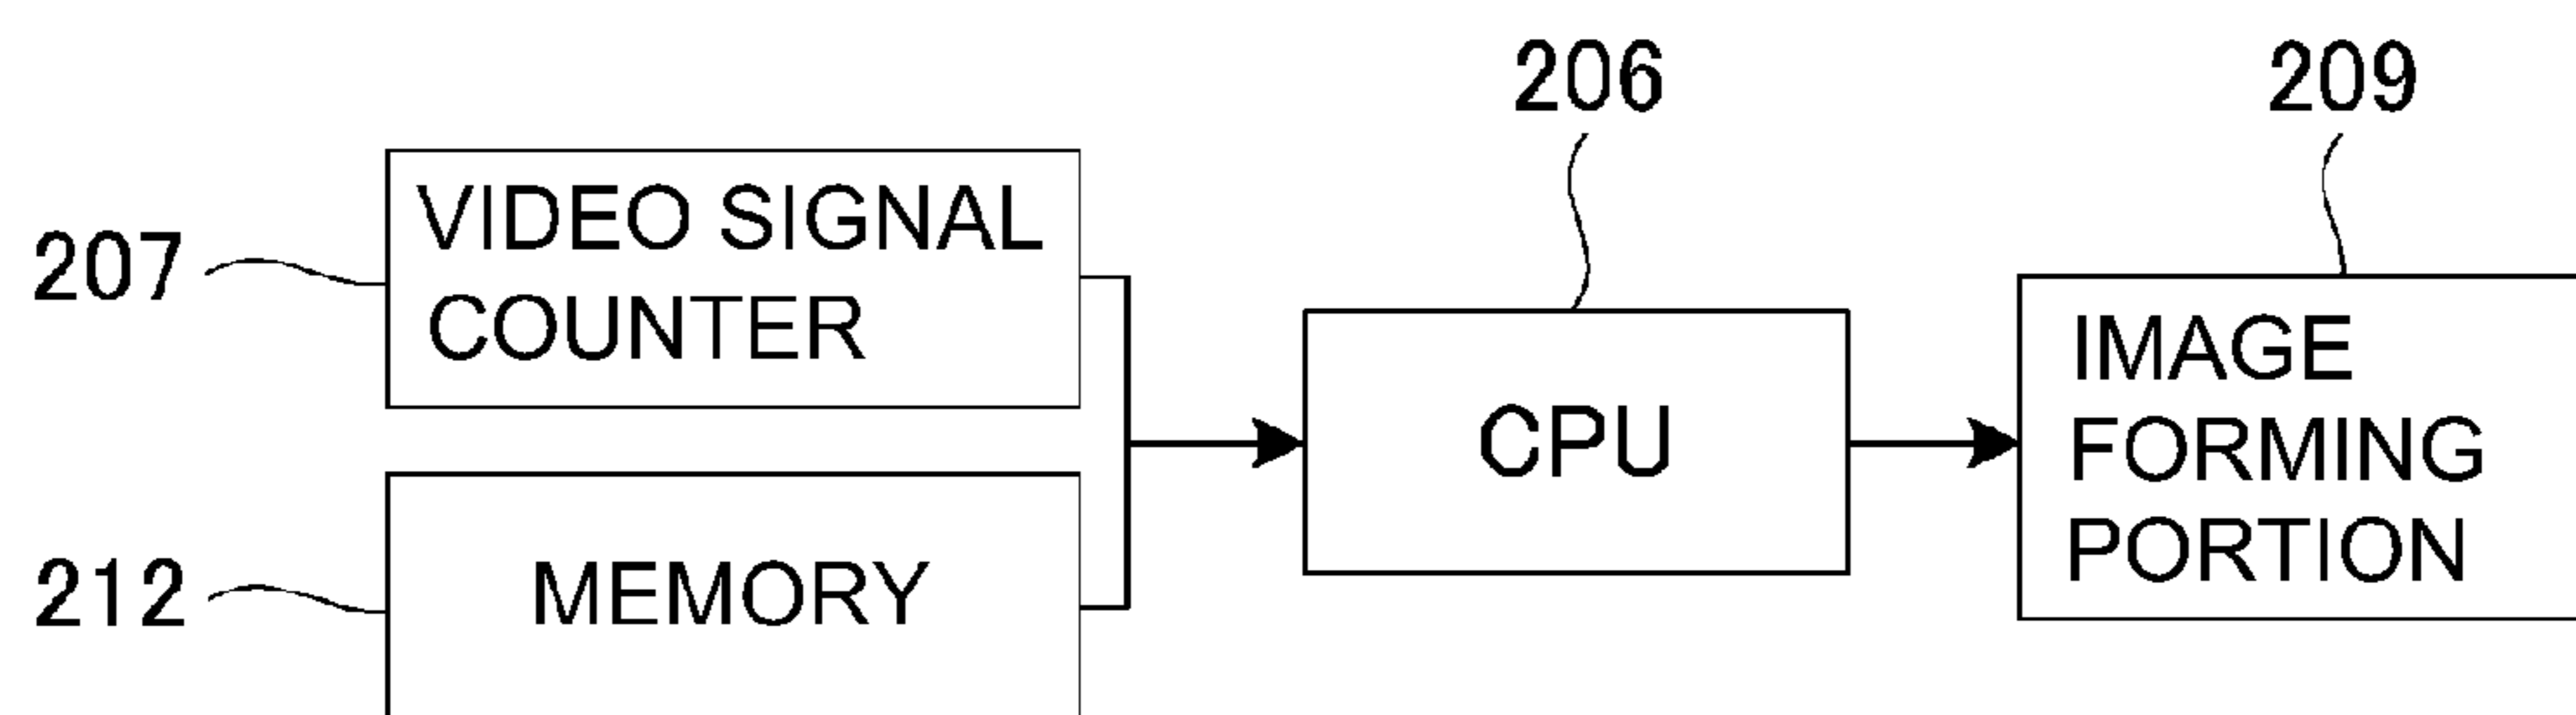 206
209
207
VIDEO SIGNAL
COUNTER
CPU
IMAGE
FORMING
PORTION
212
MEMORY